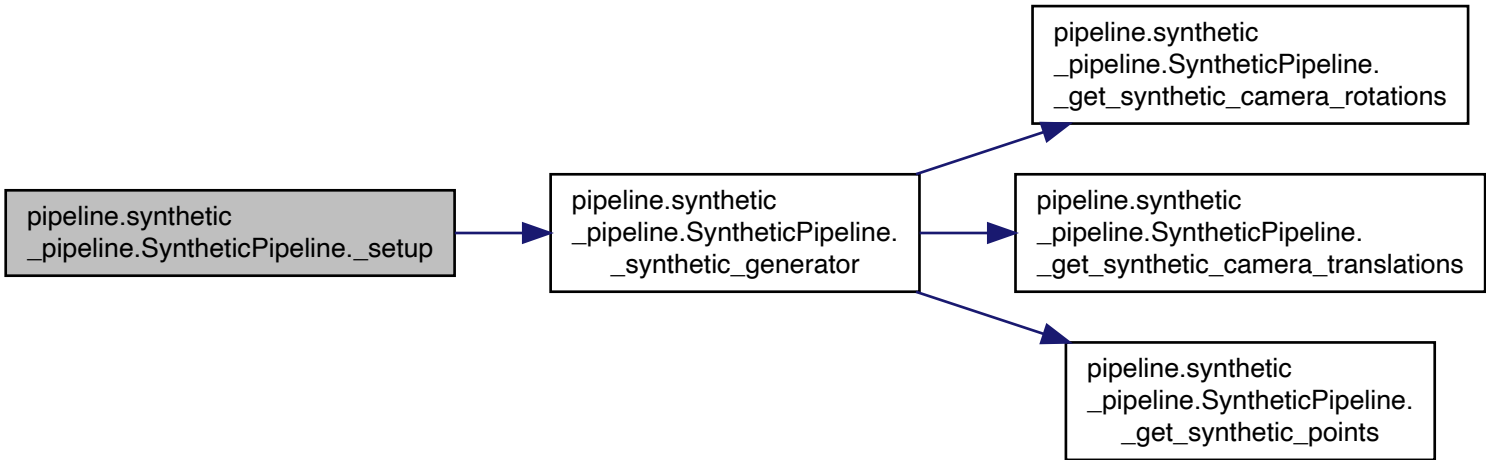 pipeline.synthetic
_pipeline.SyntheticPipeline._setup
pipeline.synthetic
_pipeline.SyntheticPipeline.
_synthetic_generator
pipeline.synthetic
_pipeline.SyntheticPipeline.
_get_synthetic_camera_rotations
pipeline.synthetic
_pipeline.SyntheticPipeline.
_get_synthetic_camera_translations
pipeline.synthetic
_pipeline.SyntheticPipeline.
_get_synthetic_points